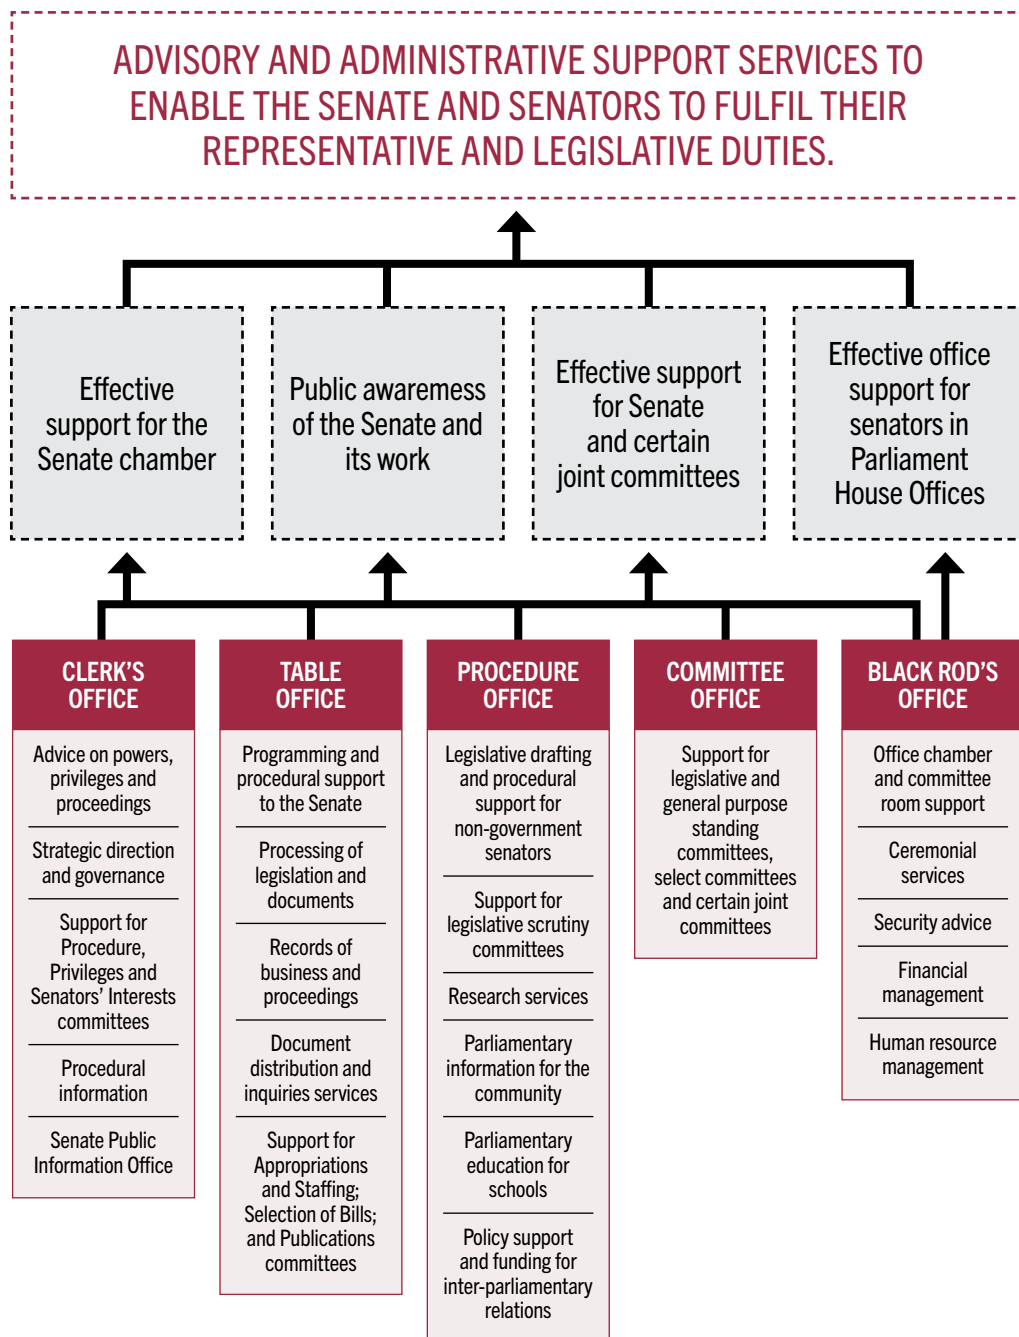 ADVISORY AND ADMINISTRATIVE SUPPORT SERVICES TO
ENABLE THE SENATE AND SENATORS TO FULFIL THEIR
REPRESENTATIVE AND LEGISLATIVE DUTIES.
Effective
support for the
Senate chamber
Public awaremess
of the Senate and
its work
Effective support
for Senate
and certain
joint committees
Effective office
support for
senators in
Parliament
House Offices
CLERK'S
OFFICE
Advice on powers,
privileges and
proceedings
Strategic direction
and governance
Support for
Procedure,
Privileges and
Senators' Interests
committees
Procedural
information
Senate Public
Information Office
TABLE
OFFICE
Programming and
procedural support
to the Senate
Processing of
legislation and
documents
Records of
business and
proceedings
Document
distribution and
inquiries services
Support for
Appropriations
and Staffing;
Selection of Bills;
and Publications
committees
PROCEDURE
OFFICE
Legislative drafting
and procedural
support for
non-government
senators
Support for
legislative scrutiny
committees
Research services
Parliamentary
information for the
community
Parliamentary
education for
schools
Policy support
and funding for
inter-parliamentary
relations
COMMITTEE
OFFICE
Support for
legislative and
general purpose
standing
committees,
select committees
and certain joint
committees
BLACK ROD'S
OFFICE
Office chamber
and committee
room support
Ceremonial
services
Security advice
Financial
management
Human resource
management